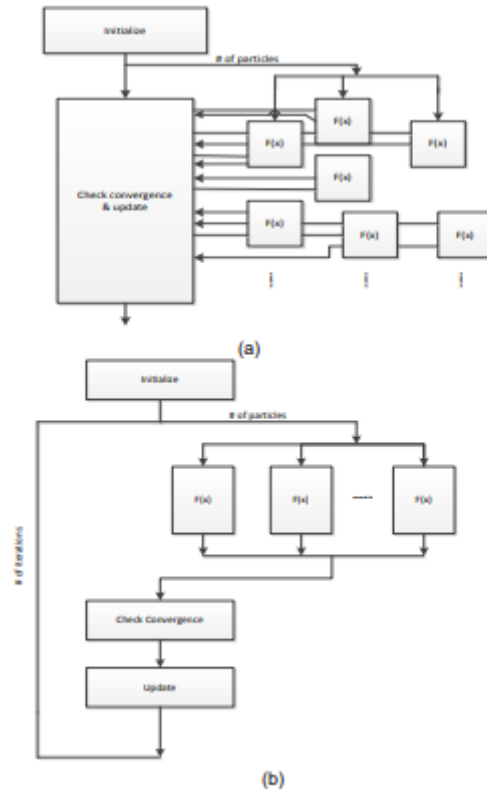 Initialize
# of particles
F(x)
F(x)
F(x)
Check convergence
& update
F(x)
F(x)
F(x)
F(x)
(a)
Initialize
# of particles
F(x)
F(x)
F(x)
# of iterations
Check Convergence
Update
(b)